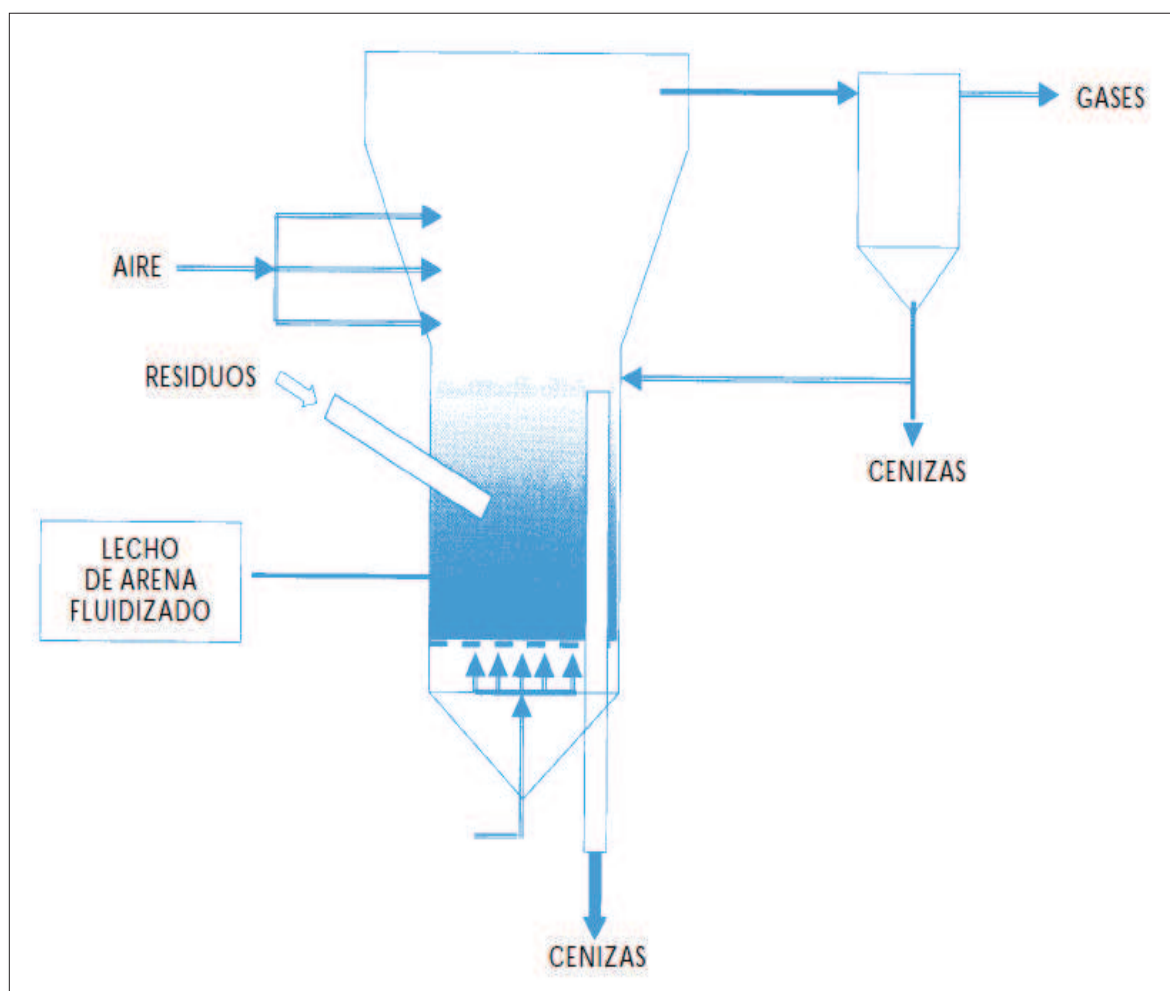 GASES
AIRE
RESIDUOS
CENIZAS
LECHO
DE ARENA
FLUIDIZADO
CENIZAS